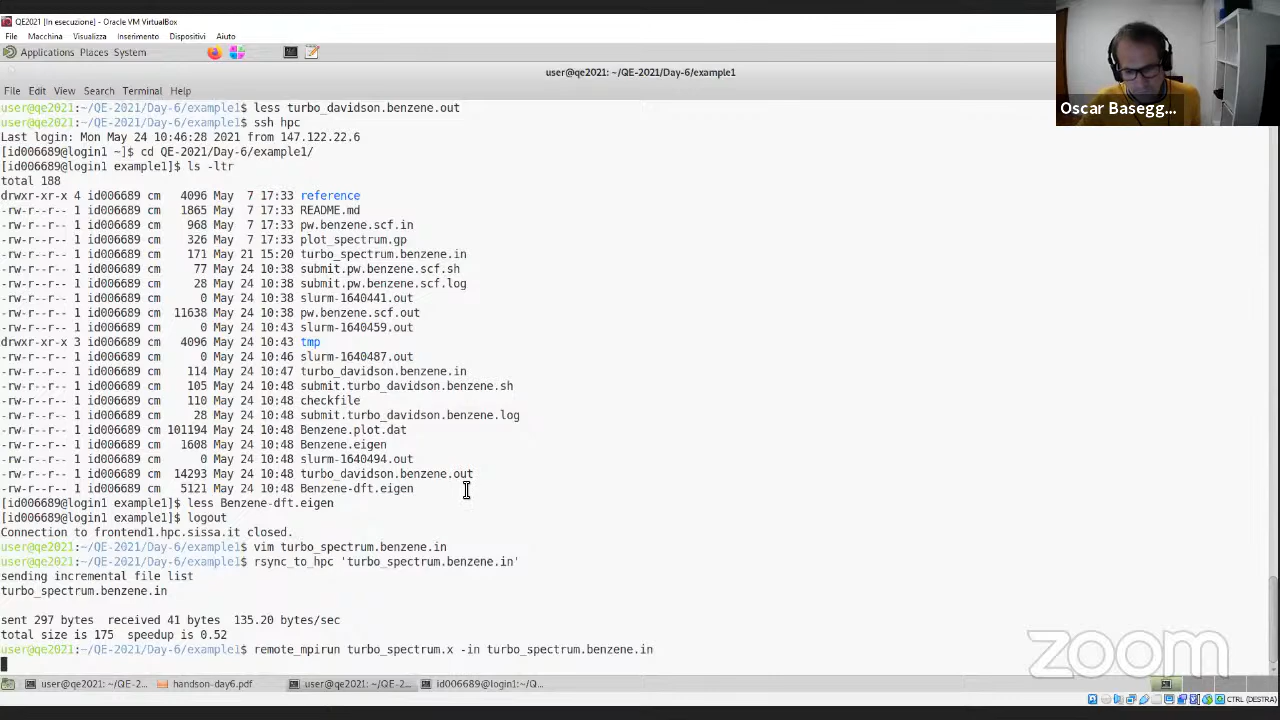 QE2021 [In esecuzione] - Oracle VM VirtualBox
File Macchina Visualizza Inserimento Dispositivi Aiuto
Applications Places System
user@qe2021: ~/QE-2021/Day-6/example1
File Edit View Search Terminal Help
user@qe2021:~/QE-2021/Day-6/example1$ less turbo_davidson.benzene.out
user@qe2021:~/QE-2021/Day-6/example1$ ssh hpc
Last login: Mon May 24 10:46:28 2021 from 147.122.22.6
[id006689@login1 ~]$ cd QE-2021/Day-6/example1/
[id006689@login1 example1]$ ls -ltr
total 188
drwxr-xr-x 4 id006689 cm 4096 May 7 17:33 reference
-rw-r--r-- 1 id006689 cm 1865 May 7 17:33 README.md
-rw-r--r-- 1 id006689 cm 968 May 7 17:33 pw.benzene.scf.in
-rw-r--r-- 1 id006689 cm 326 May 7 17:33 plot_spectrum.gp
-rw-r--r-- 1 id006689 cm 171 May 21 15:20 turbo_spectrum.benzene.in
-rw-r--r-- 1 id006689 cm 77 May 24 10:38 submit.pw.benzene.scf.sh
-rw-r--r-- 1 id006689 cm 28 May 24 10:38 submit.pw.benzene.scf.log
-rw-r--r-- 1 id006689 cm 0 May 24 10:38 slurm-1640441.out
-rw-r--r-- 1 id006689 cm 11638 May 24 10:38 pw.benzene.scf.out
-rw-r--r-- 1 id006689 cm 0 May 24 10:43 slurm-1640459.out
drwxr-xr-x 3 id006689 cm 4096 May 24 10:43 tmp
-rw-r--r-- 1 id006689 cm 0 May 24 10:46 slurm-1640487.out
-rw-r--r-- 1 id006689 cm 114 May 24 10:47 turbo_davidson.benzene.in
-rw-r--r-- 1 id006689 cm 105 May 24 10:48 submit.turbo_davidson.benzene.sh
-rw-r--r-- 1 id006689 cm 110 May 24 10:48 checkfile
-rw-r--r-- 1 id006689 cm 28 May 24 10:48 submit.turbo_davidson.benzene.log
-rw-r--r-- 1 id006689 cm 101194 May 24 10:48 Benzene.plot.dat
-rw-r--r-- 1 id006689 cm 1608 May 24 10:48 Benzene.eigen
-rw-r--r-- 1 id006689 cm 0 May 24 10:48 slurm-1640494.out
-rw-r--r-- 1 id006689 cm 14293 May 24 10:48 turbo_davidson.benzene.out
-rw-r--r-- 1 id006689 cm 5121 May 24 10:48 Benzene-dft.eigen
[id006689@login1 example1]$ less Benzene-dft.eigen
[id006689@login1 example1]$ logout
Connection to frontend1.hpc.sissa.it closed.
user@qe2021:~/QE-2021/Day-6/example1$ vim turbo_spectrum.benzene.in
user@qe2021:~/QE-2021/Day-6/example1$ rsync_to_hpc 'turbo_spectrum.benzene.in'
sending incremental file list
turbo_spectrum.benzene.in
sent 297 bytes received 41 bytes 135.20 bytes/sec
total size is 175 speedup is 0.52
user@qe2021:~/QE-2021/Day-6/example1$ remote_mpirun turbo_spectrum.x -in turbo_spectrum.benzene.in
Oscar Basegg...
zoom
user@qe2021: ~/QE-2... handson-day6.pdf user@qe2021: ~/QE-2... id006689@login1:~/Q...
CTRL (DESTRA)